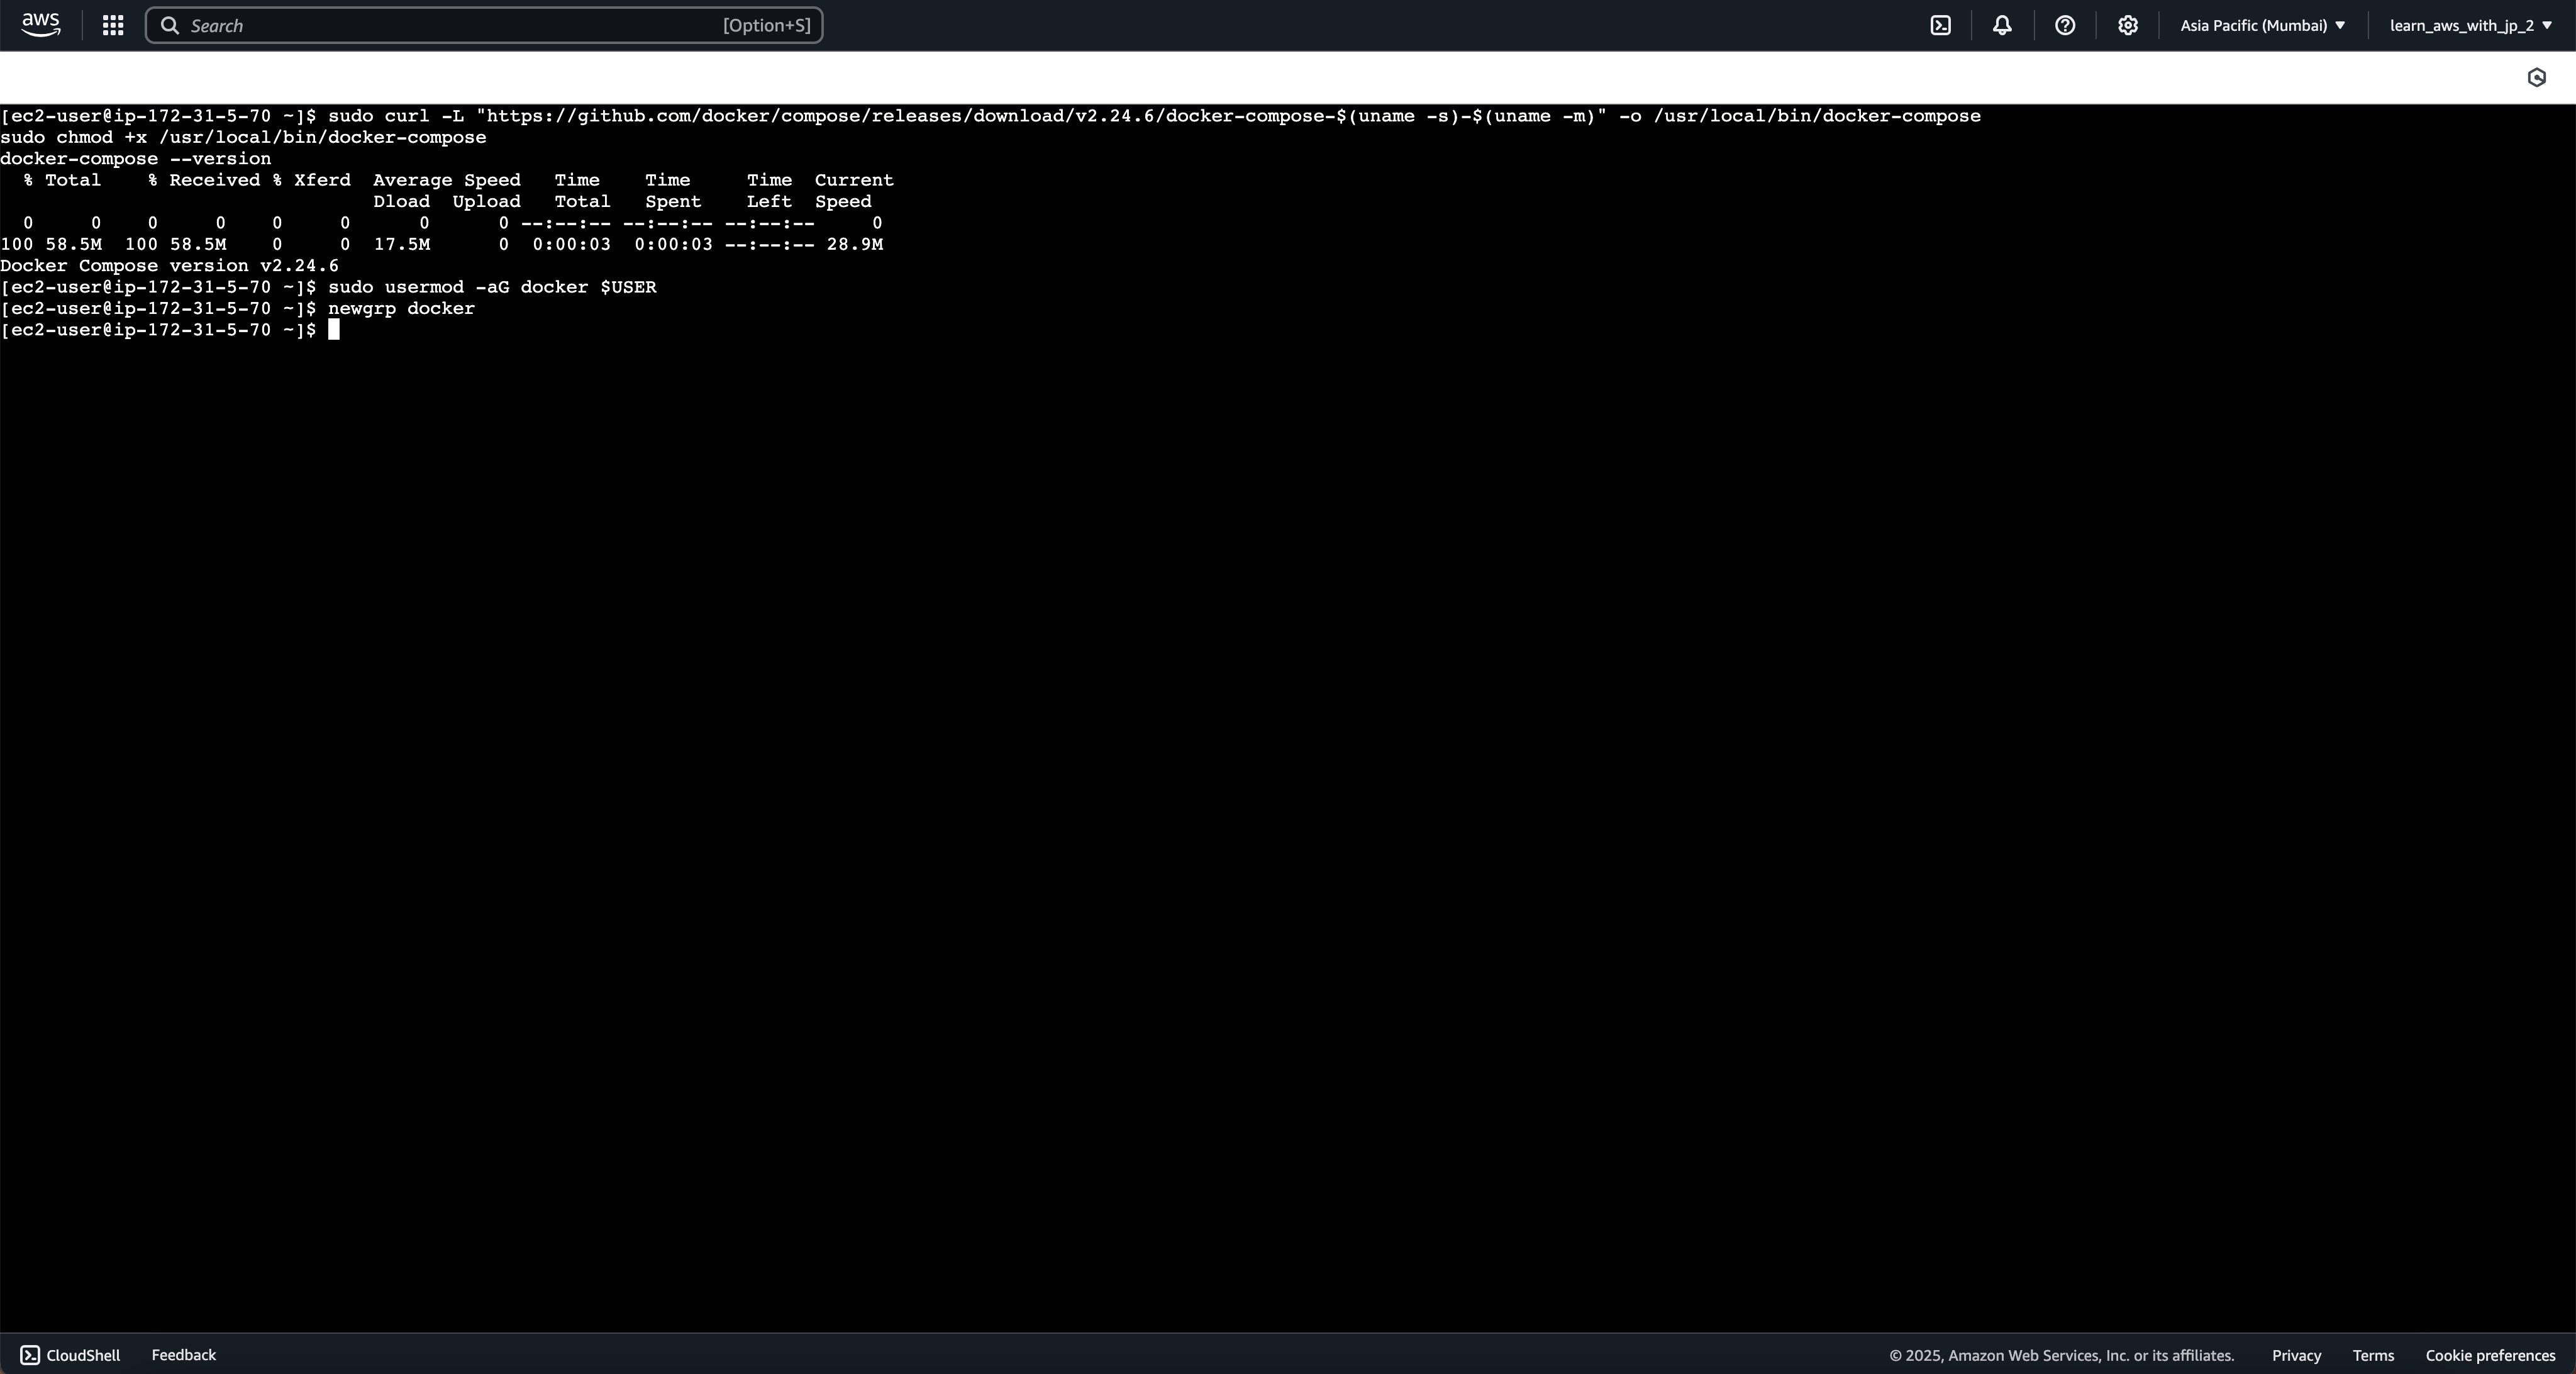 aws
Search [Option+S]
Asia Pacific (Mumbai)
learn_aws_with_jp_2
[ec2-user@ip-172-31-5-70 ~]$ sudo curl -L "https://github.com/docker/compose/releases/download/v2.24.6/docker-compose-$(uname -s)-$(uname -m)" -o /usr/local/bin/docker-compose
sudo chmod +x /usr/local/bin/docker-compose
docker-compose --version
  % Total    % Received % Xferd  Average Speed   Time    Time     Time  Current
                                 Dload  Upload   Total   Spent    Left  Speed
  0     0    0     0    0     0      0      0 --:--:-- --:--:-- --:--:--     0
100 58.5M  100 58.5M    0     0  17.5M      0  0:00:03  0:00:03 --:--:-- 28.9M
Docker Compose version v2.24.6
[ec2-user@ip-172-31-5-70 ~]$ sudo usermod -aG docker $USER
[ec2-user@ip-172-31-5-70 ~]$ newgrp docker
[ec2-user@ip-172-31-5-70 ~]$
CloudShell Feedback © 2025, Amazon Web Services, Inc. or its affiliates. Privacy Terms Cookie preferences